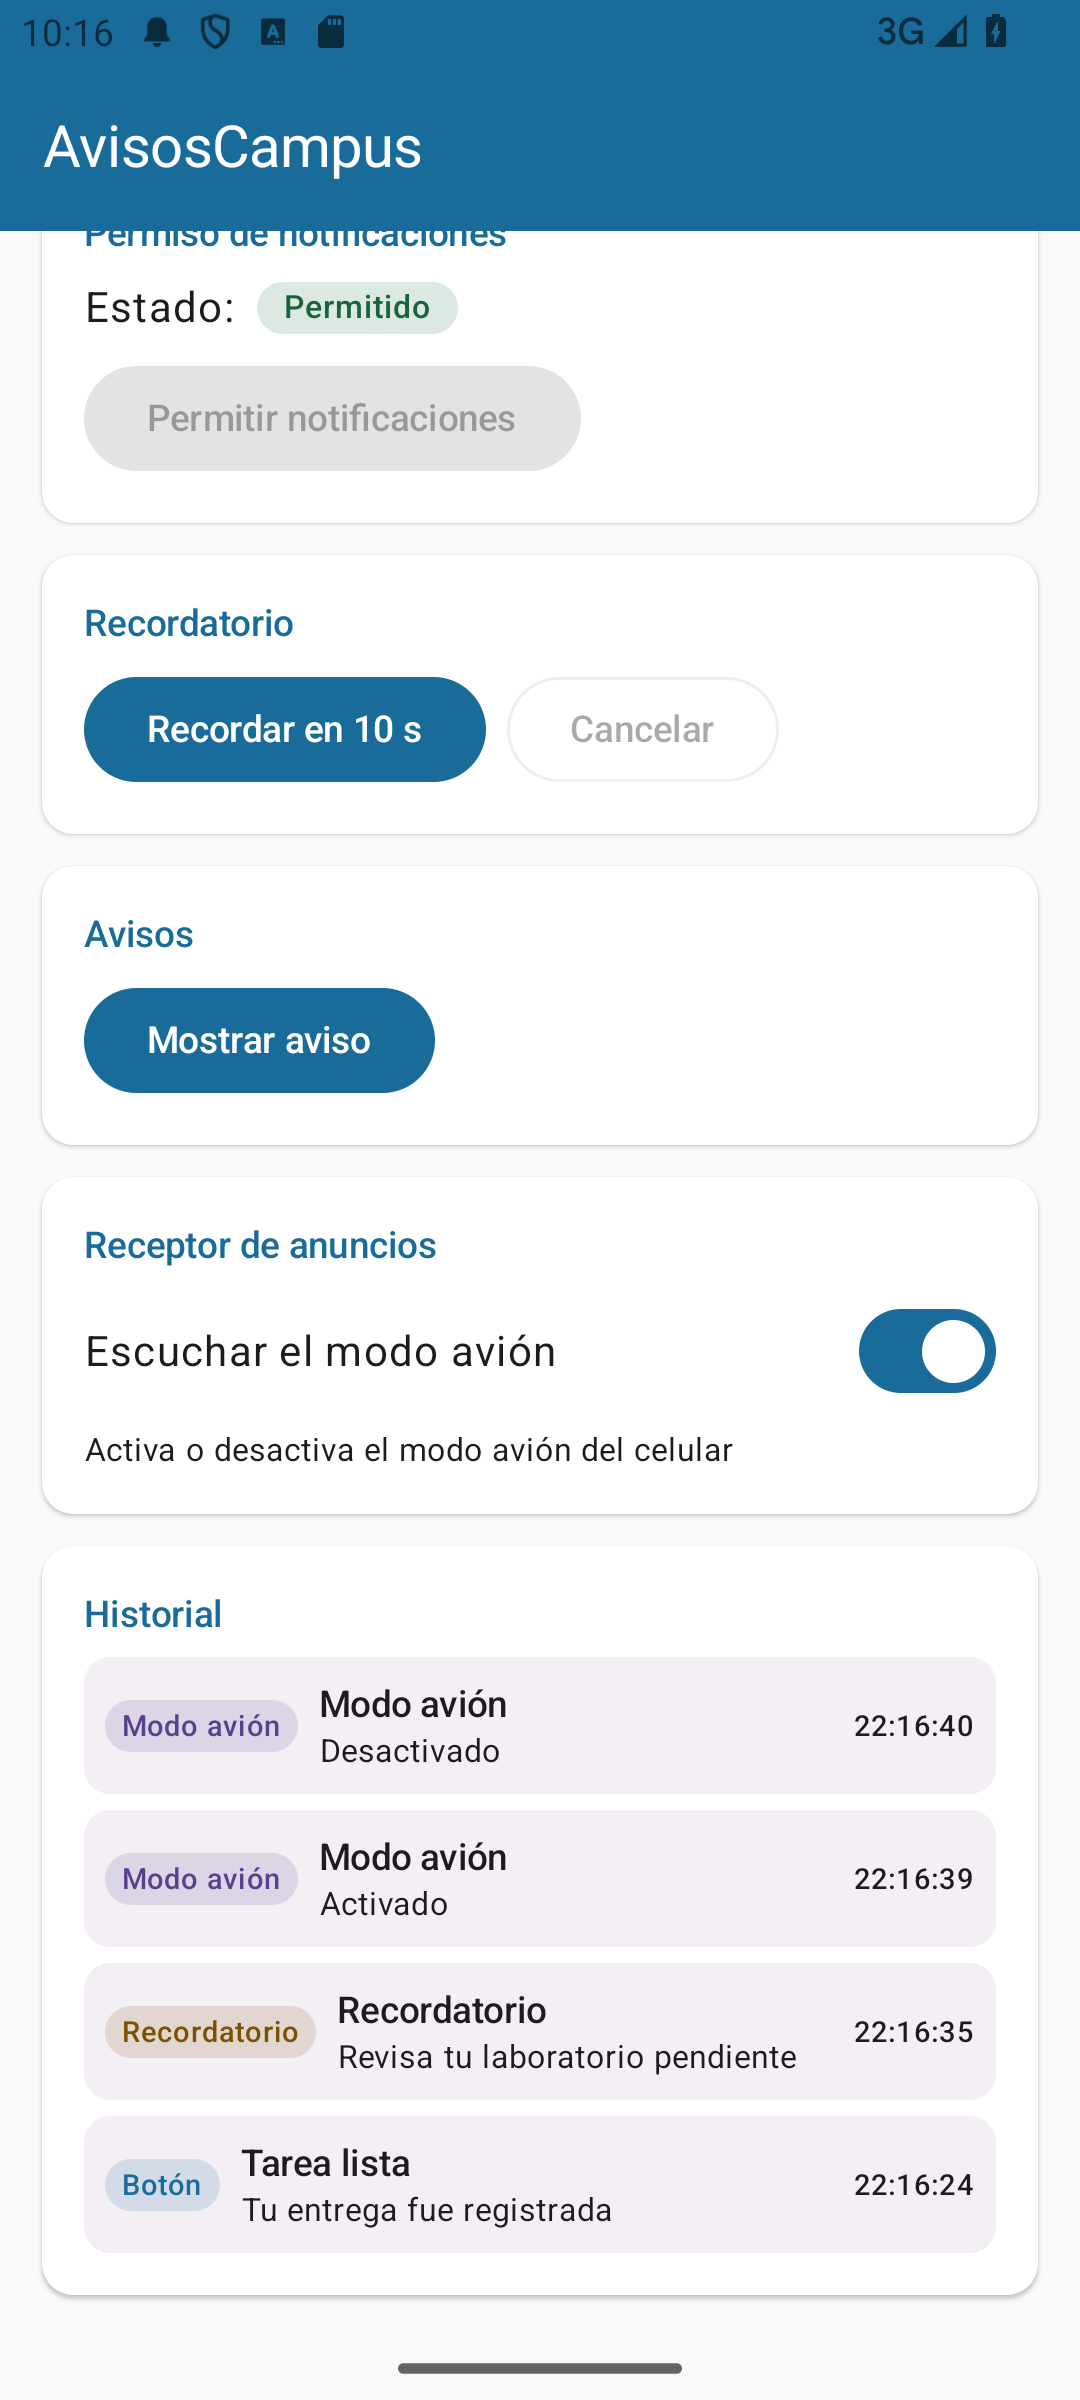 10:16
3G
AvisosCampus
Permiso de notificaciones
Estado: Permitido
Permitir notificaciones
Recordatorio
Recordar en 10 s
Cancelar
Avisos
Mostrar aviso
Receptor de anuncios
Escuchar el modo avión
Activa o desactiva el modo avión del celular
Historial
Modo avión
Modo avión
Desactivado
22:16:40
Modo avión
Modo avión
Activado
22:16:39
Recordatorio
Recordatorio
Revisa tu laboratorio pendiente
22:16:35
Botón
Tarea lista
Tu entrega fue registrada
22:16:24